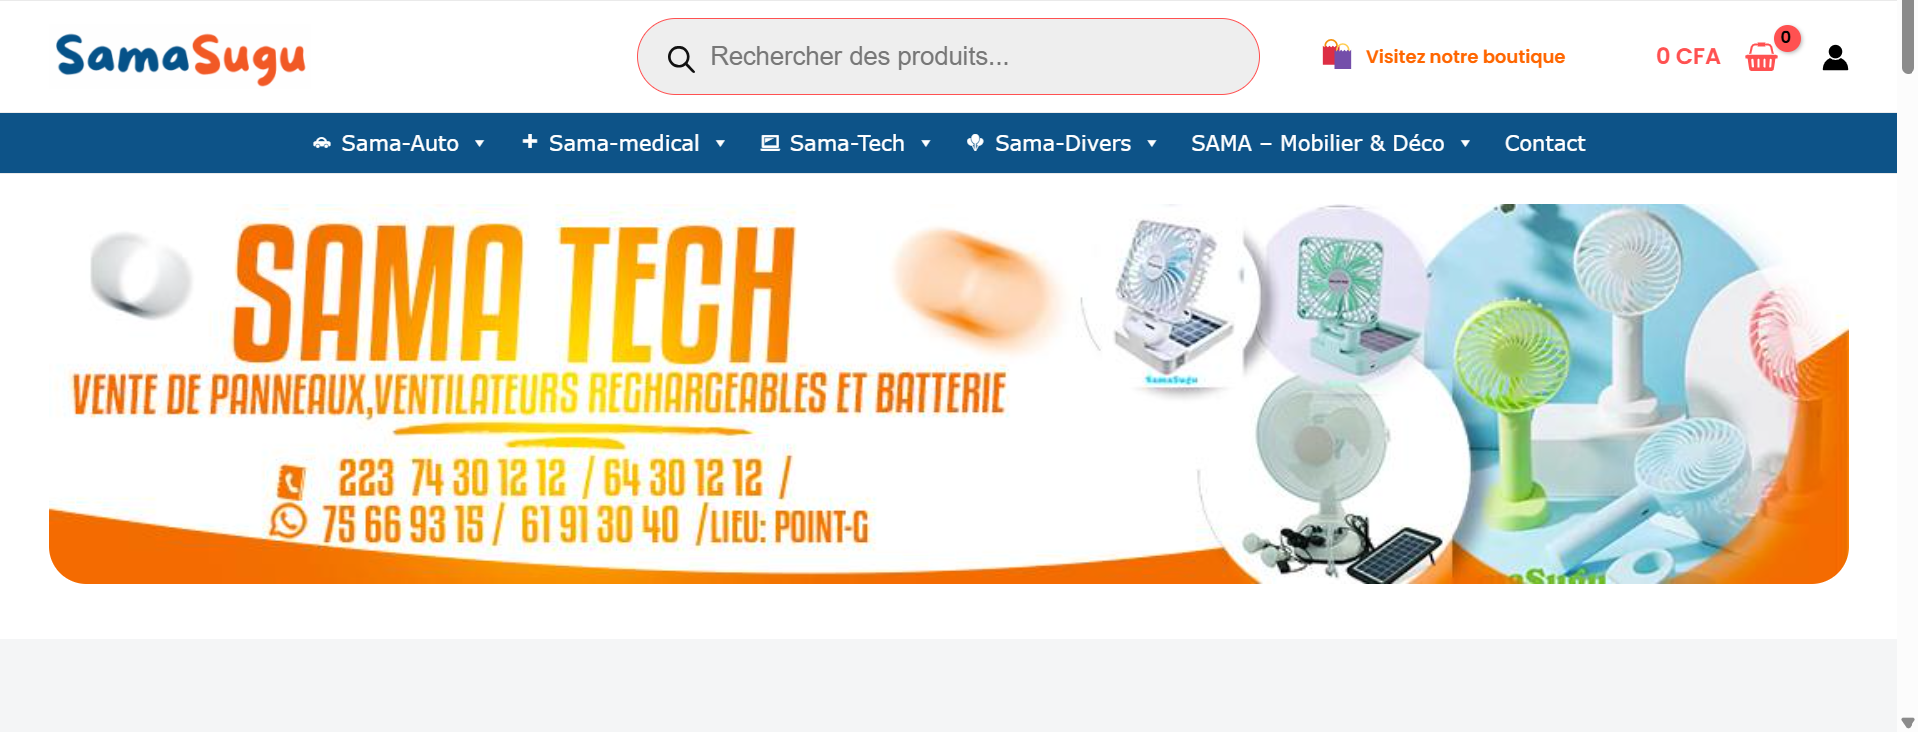 SamaSugu
Rechercher des produits...
Visitez notre boutique
0 CFA
0
Sama-Auto
Sama-medical
Sama-Tech
Sama-Divers
SAMA – Mobilier & Déco
Contact
SAMA TECH
VENTE DE PANNEAUX,VENTILATEURS RECHARGEABLES ET BATTERIE
223 74 30 12 12 / 64 30 12 12 /
75 66 93 15 / 61 91 30 40 /LIEU: POINT-G
SamaSugu
aSugu